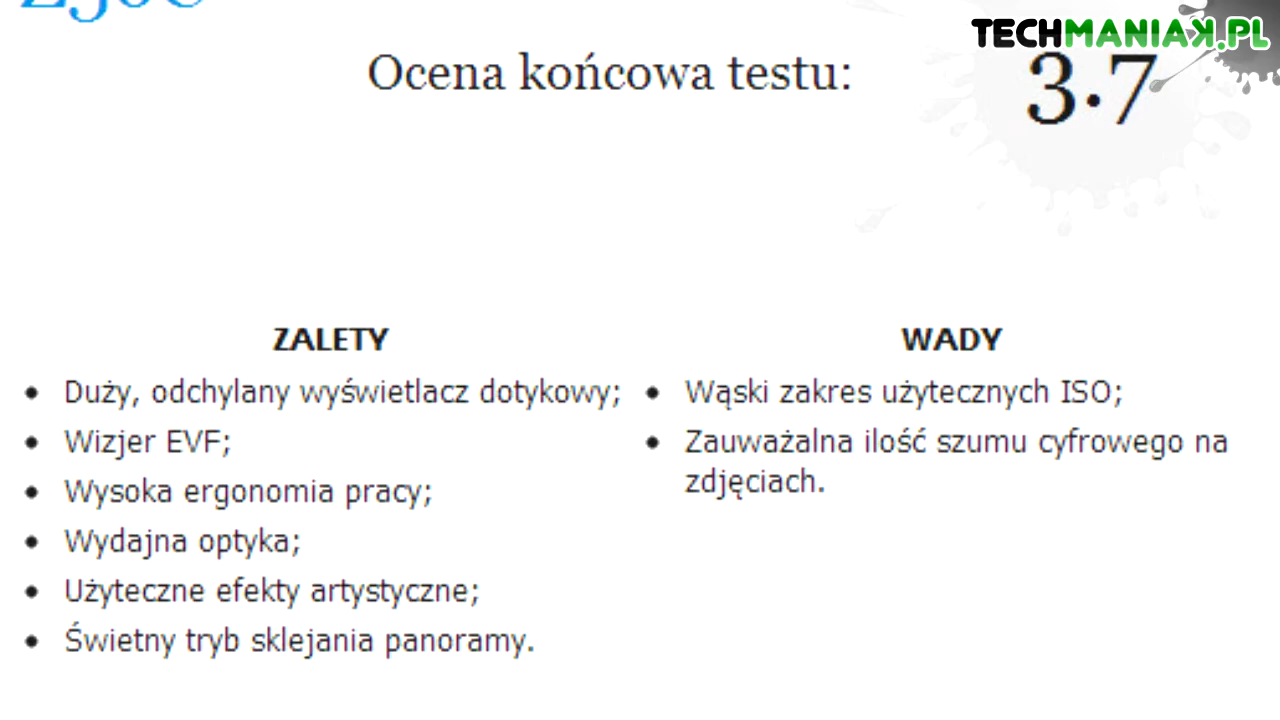 TECHMANIAK.PL
Ocena końcowa testu:
3.7
ZALETY
Duży, odchylany wyświetlacz dotykowy;
Wizjer EVF;
Wysoka ergonomia pracy;
Wydajna optyka;
Użyteczne efekty artystyczne;
Świetny tryb sklejania panoramy.
WADY
Wąski zakres użytecznych ISO;
Zauważalna ilość szumu cyfrowego na
zdjęciach.